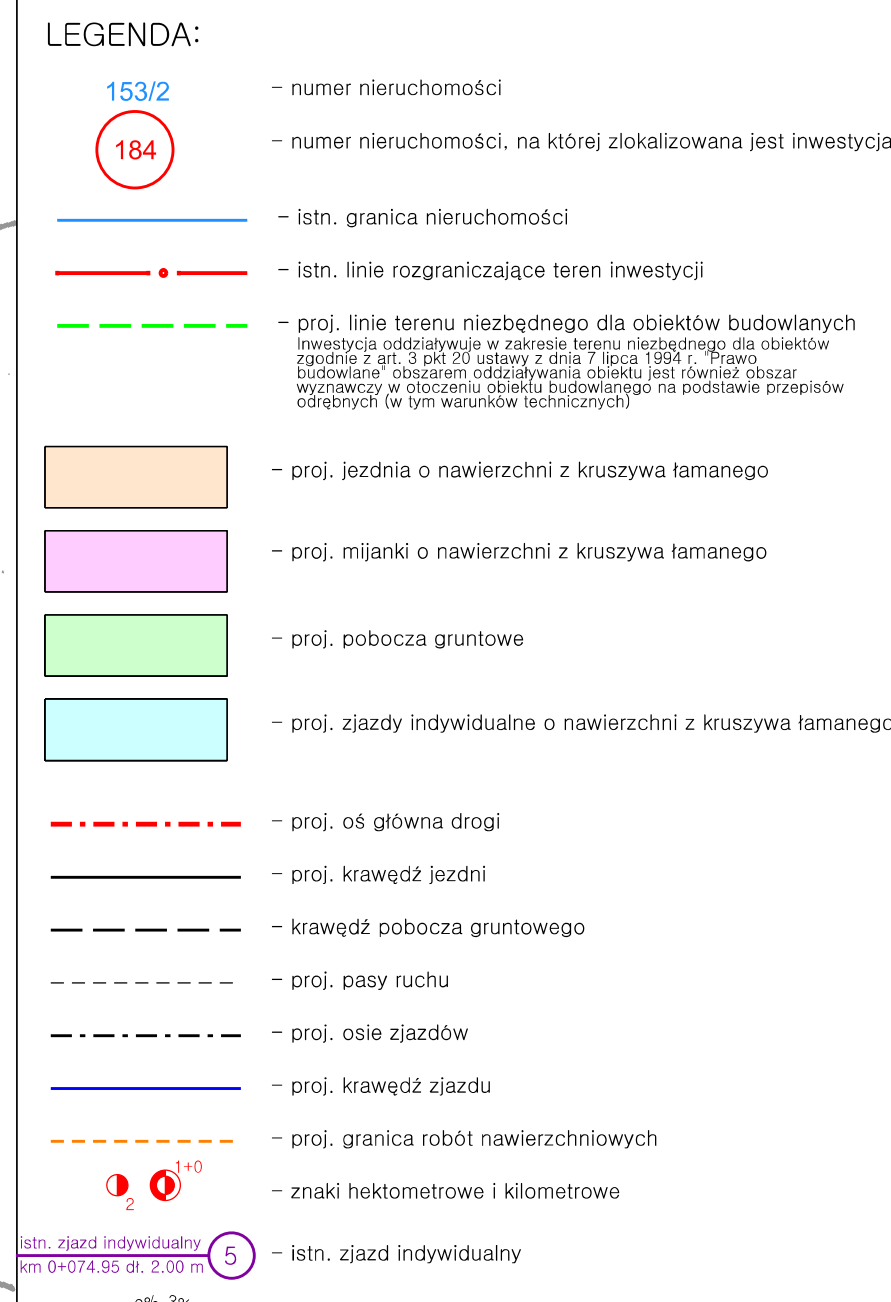 LEGENDA:
153/2 - numer nieruchomości
184 - numer nieruchomości, na której zlokalizowana jest inwestycja
- istn. granica nieruchomości
- istn. linie rozgraniczające teren inwestycji
- proj. linie terenu niezbędnego dla obiektów budowlanych
Inwestycja oddziaływuje w zakresie terenu niezbędnego dla obiektów
zgodnie z art. 3 pkt 20 ustawy z dnia 7 lipca 1994 r. "Prawo
budowlane" obszarem oddziaływania obiektu jest również obszar
wyznawczy w otoczeniu obiektu budowlanego na podstawie przepisów
odrębnych (w tym warunków technicznych)
- proj. jezdnia o nawierzchni z kruszywa łamanego
- proj. mijanki o nawierzchni z kruszywa łamanego
- proj. pobocza gruntowe
- proj. zjazdy indywidualne o nawierzchni z kruszywa łamanego
- proj. oś główna drogi
- proj. krawędź jezdni
- krawędź pobocza gruntowego
- proj. pasy ruchu
- proj. osie zjazdów
- proj. krawędź zjazdu
- proj. granica robót nawierzchniowych
2 1+0 - znaki hektometrowe i kilometrowe
istn. zjazd indywidualny
km 0+074.95 dł. 2.00 m
5 - istn. zjazd indywidualny